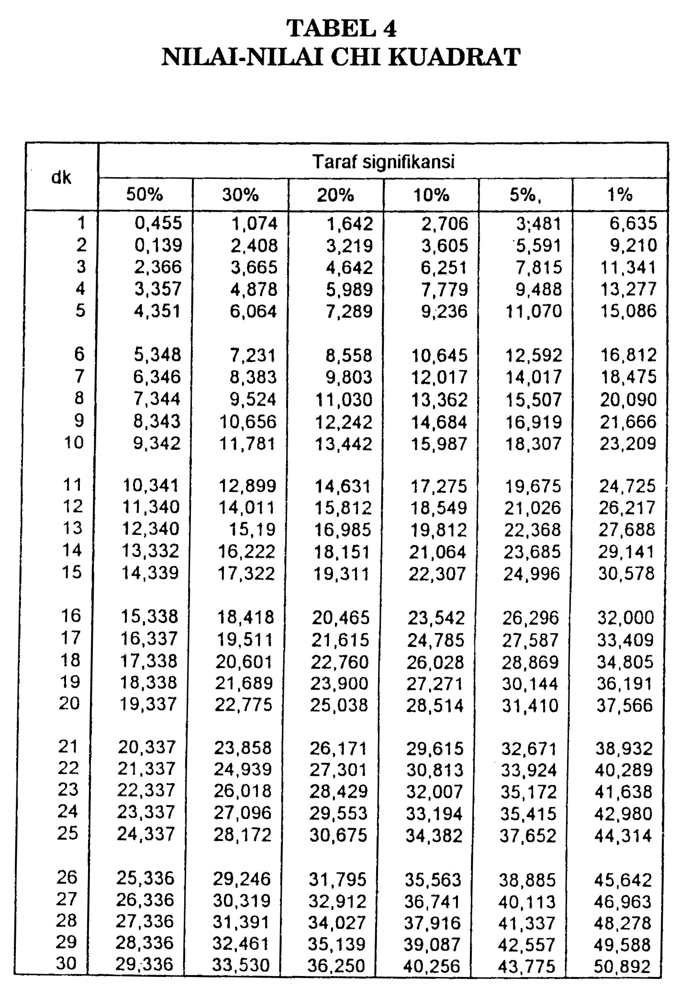 TABEL 4
NILAI-NILAI CHI KUADRAT
dk Taraf signifikansi
50% 30% 20% 10% 5%, 1%
1 0,455 1,074 1,642 2,706 3;481 6,635
2 0,139 2,408 3,219 3,605 5,591 9,210
3 2,366 3,665 4,642 6,251 7,815 11,341
4 3,357 4,878 5,989 7,779 9,488 13,277
5 4,351 6,064 7,289 9,236 11,070 15,086
6 5,348 7,231 8,558 10,645 12,592 16,812
7 6,346 8,383 9,803 12,017 14,017 18,475
8 7,344 9,524 11,030 13,362 15,507 20,090
9 8,343 10,656 12,242 14,684 16,919 21,666
10 9,342 11,781 13,442 15,987 18,307 23,209
11 10,341 12,899 14,631 17,275 19,675 24,725
12 11,340 14,011 15,812 18,549 21,026 26,217
13 12,340 15,19 16,985 19,812 22,368 27,688
14 13,332 16,222 18,151 21,064 23,685 29,141
15 14,339 17,322 19,311 22,307 24,996 30,578
16 15,338 18,418 20,465 23,542 26,296 32,000
17 16,337 19,511 21,615 24,785 27,587 33,409
18 17,338 20,601 22,760 26,028 28,869 34,805
19 18,338 21,689 23,900 27,271 30,144 36,191
20 19,337 22,775 25,038 28,514 31,410 37,566
21 20,337 23,858 26,171 29,615 32,671 38,932
22 21,337 24,939 27,301 30,813 33,924 40,289
23 22,337 26,018 28,429 32,007 35,172 41,638
24 23,337 27,096 29,553 33,194 35,415 42,980
25 24,337 28,172 30,675 34,382 37,652 44,314
26 25,336 29,246 31,795 35,563 38,885 45,642
27 26,336 30,319 32,912 36,741 40,113 46,963
28 27,336 31,391 34,027 37,916 41,337 48,278
29 28,336 32,461 35,139 39,087 42,557 49,588
30 29,336 33,530 36,250 40,256 43,775 50,892